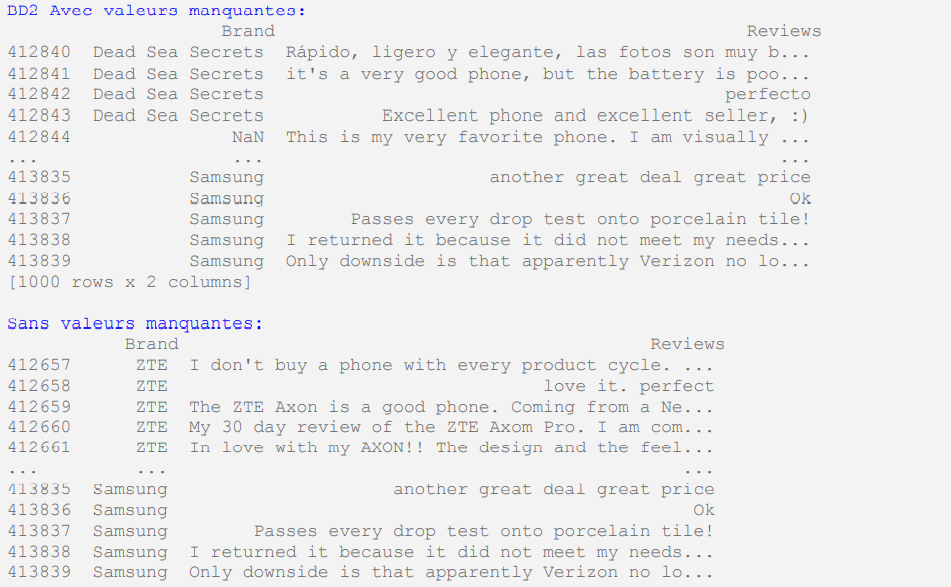 BD2 Avec valeurs manquantes:
Brand Reviews
412840 Dead Sea Secrets Rápido, ligero y elegante, las fotos son muy b...
412841 Dead Sea Secrets it's a very good phone, but the battery is poo...
412842 Dead Sea Secrets perfecto
412843 Dead Sea Secrets Excellent phone and excellent seller, :)
412844 NaN This is my very favorite phone. I am visually ...
... ... ...
413835 Samsung another great deal great price
413836 Samsung Ok
413837 Samsung Passes every drop test onto porcelain tile!
413838 Samsung I returned it because it did not meet my needs...
413839 Samsung Only downside is that apparently Verizon no lo...
[1000 rows x 2 columns]
Sans valeurs manquantes:
Brand Reviews
412657 ZTE I don't buy a phone with every product cycle. ...
412658 ZTE love it. perfect
412659 ZTE The ZTE Axon is a good phone. Coming from a Ne...
412660 ZTE My 30 day review of the ZTE Axom Pro. I am com...
412661 ZTE In love with my AXON!! The design and the feel...
... ... ...
413835 Samsung another great deal great price
413836 Samsung Ok
413837 Samsung Passes every drop test onto porcelain tile!
413838 Samsung I returned it because it did not meet my needs...
413839 Samsung Only downside is that apparently Verizon no lo...